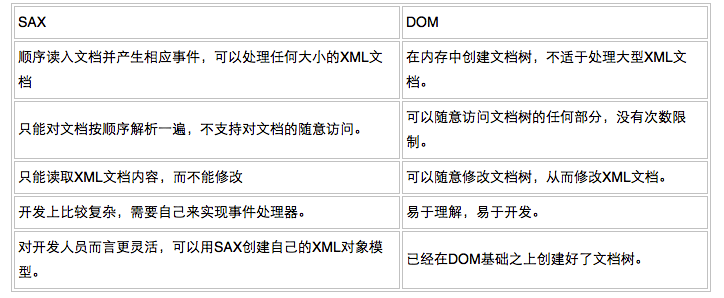 SAX
DOM
顺序读入文档并产生相应事件，可以处理任何大小的XML文
档
在内存中创建文档树，不适于处理大型XML文
档。
只能对文档按顺序解析一遍，不支持对文档的随意访问。
可以随意访问文档树的任何部分，没有次数限
制。
只能读取XML文档内容，而不能修改
可以随意修改文档树，从而修改XML文档。
开发上比较复杂，需要自己来实现事件处理器。
易于理解，易于开发。
对开发人员而言更灵活，可以用SAX创建自己的XML对象模
型。
已经在DOM基础之上创建好了文档树。